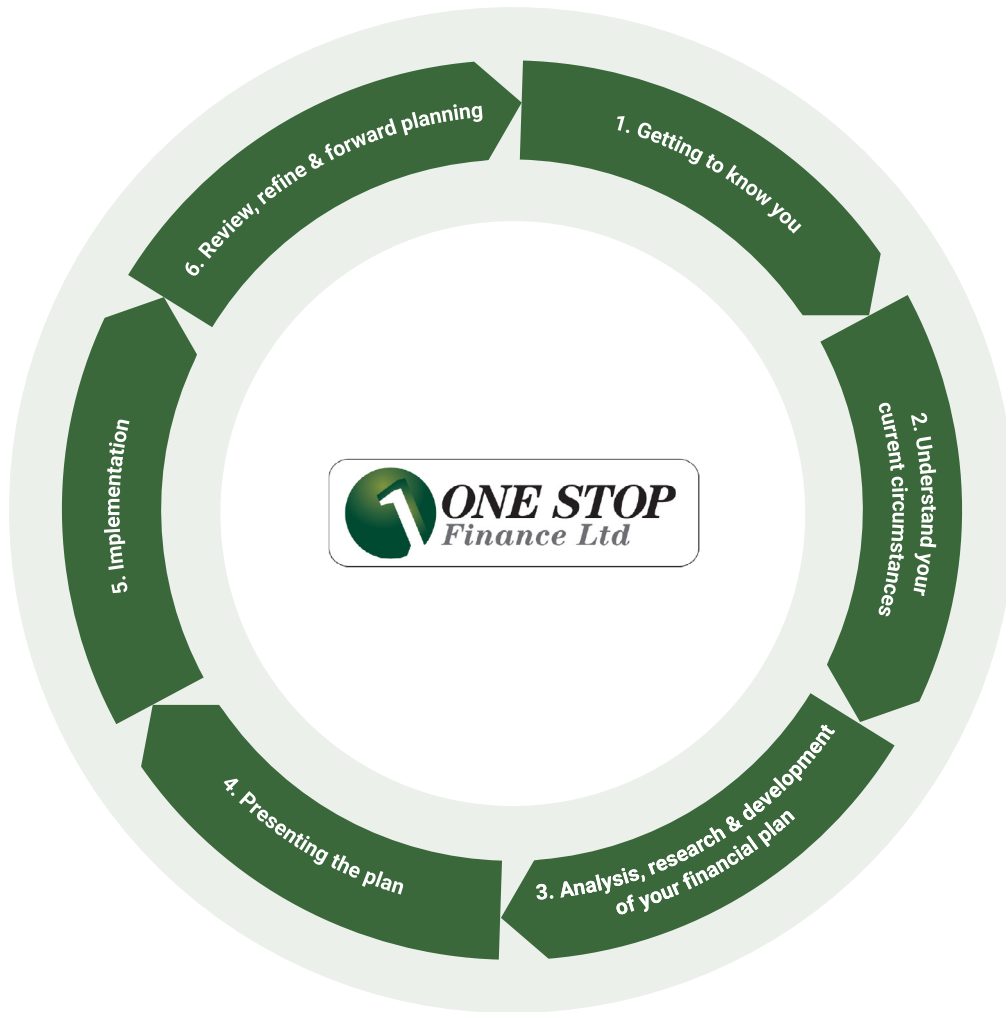 1. Getting to know you
2. Understand your
current circumstances
3. Analysis, research & development
of your financial plan
4. Presenting the plan
5. Implementation
6. Review, refine & forward planning
1 ONE STOP
Finance Ltd